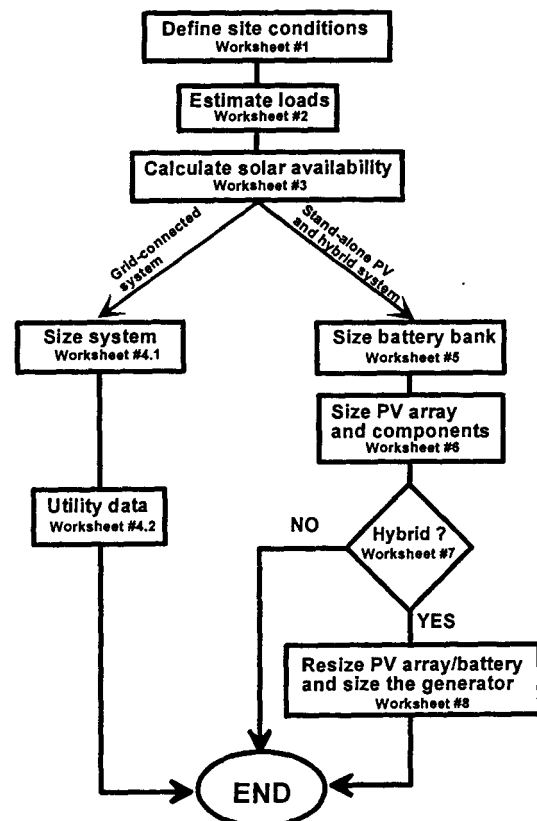 Define site conditions
Worksheet #1
Estimate loads
Worksheet #2
Calculate solar availability
Worksheet #3
Grid-connected
system
Stand-alone PV
and hybrid system
Size system
Worksheet #4.1
Size battery bank
Worksheet #5
Size PV array
and components
Worksheet #6
Utility data
Worksheet #4.2
NO
Hybrid ?
Worksheet #7
YES
Resize PV array/battery
and size the generator
Worksheet #8
END